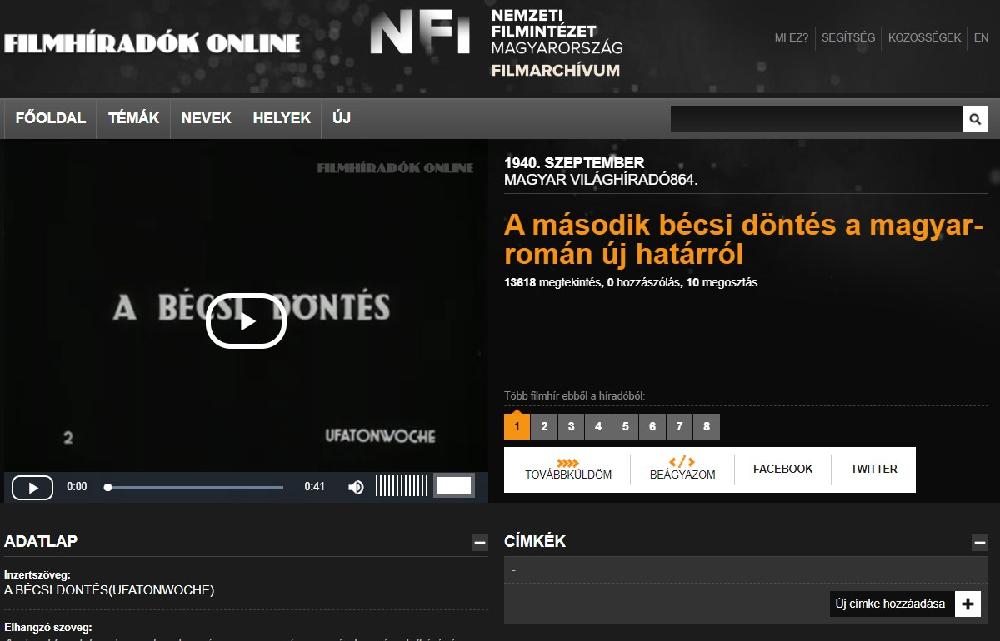 FILMHÍRADÓK ONLINE
NFI
NEMZETI
FILMINTÉZET
MAGYARORSZÁG
FILMARCHÍVUM
MI EZ? SEGÍTSÉG KÖZÖSSÉGEK EN
FŐOLDAL TÉMÁK NEVEK HELYEK ÚJ
FILMHÍRADÓK ONLINE
A BÉCSI DÖNTÉS
2 UFATONWOCHE
0:00 0:41
1940. SZEPTEMBER
MAGYAR VILÁGHÍRADÓ864.
A második bécsi döntés a magyar-
román új határról
13618 megtekintés, 0 hozzászólás, 10 megosztás
Több filmhír ebből a híradóból:
1 2 3 4 5 6 7 8
TOVÁBBKÜLDÖM BEÁGYAZOM FACEBOOK TWITTER
ADATLAP
Inzertszöveg:
A BÉCSI DÖNTÉS(UFATONWOCHE)
Elhangzó szöveg:
CÍMKÉK
-
Új címke hozzáadása